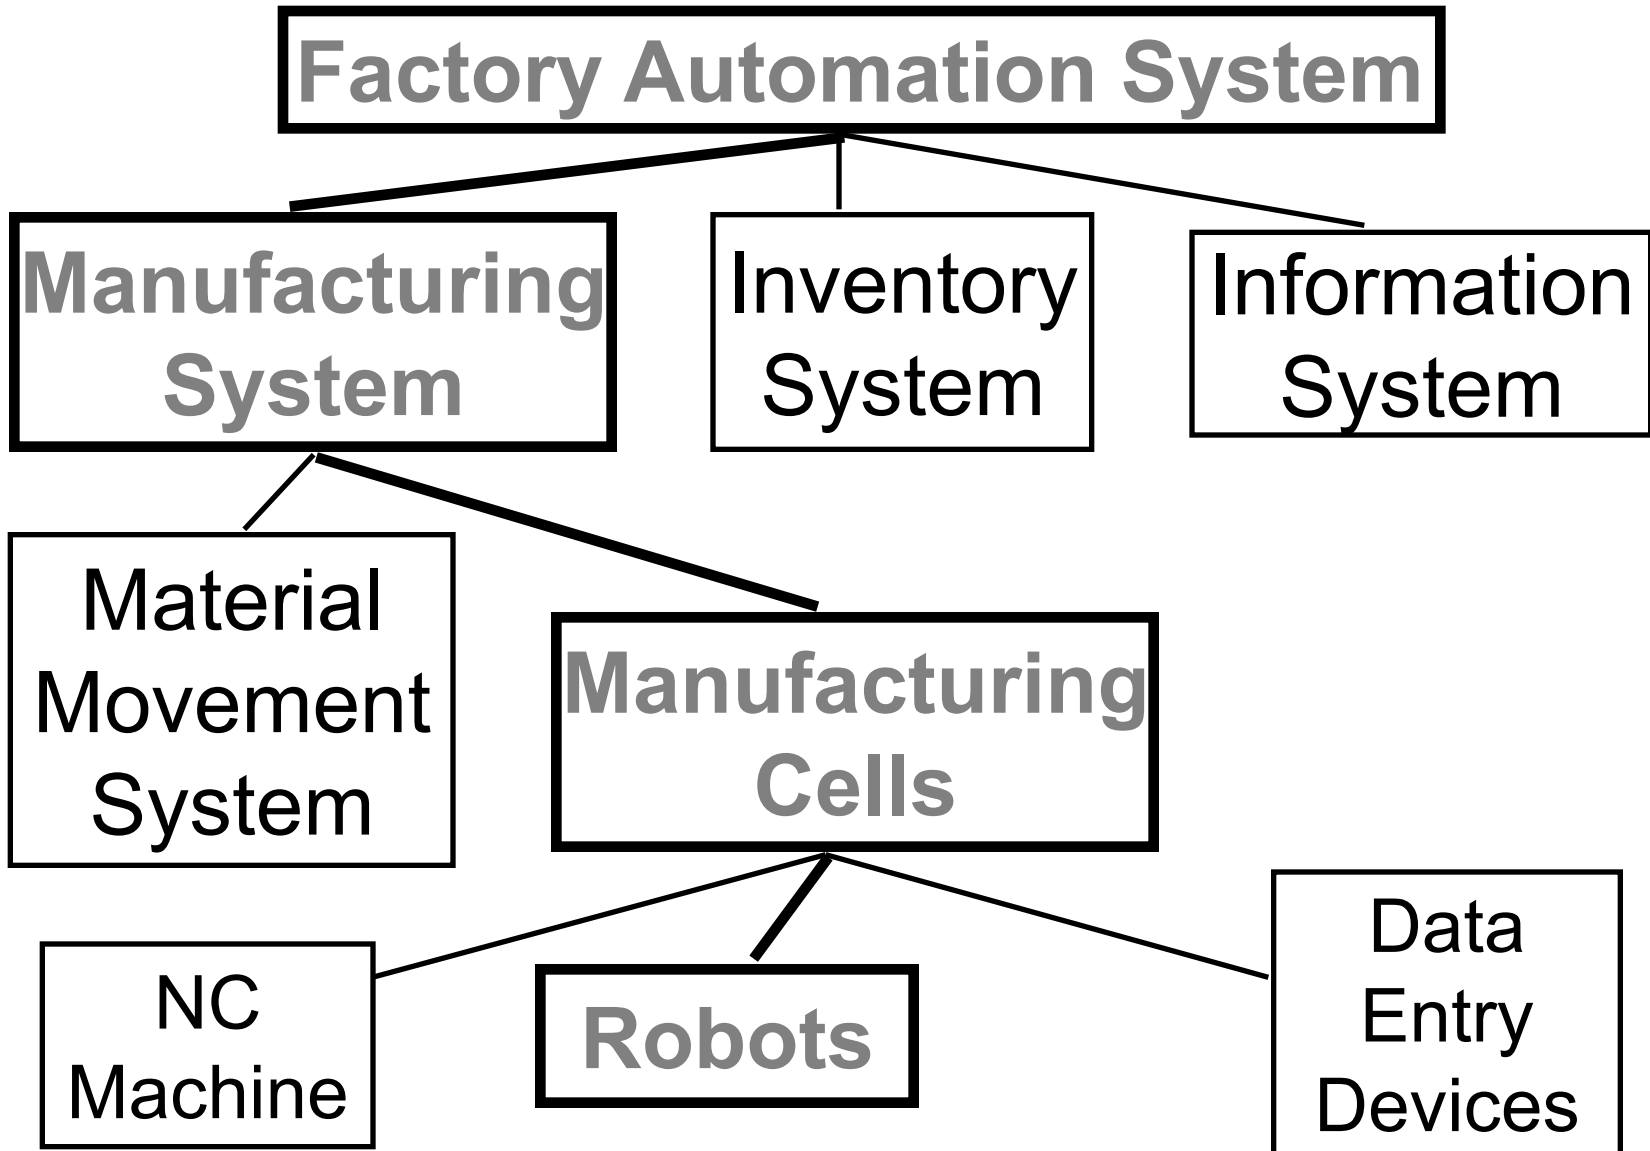 Factory Automation System
Manufacturing
System
Inventory
System
Information
System
Material
Movement
System
Manufacturing
Cells
NC
Machine
Robots
Data
Entry
Devices